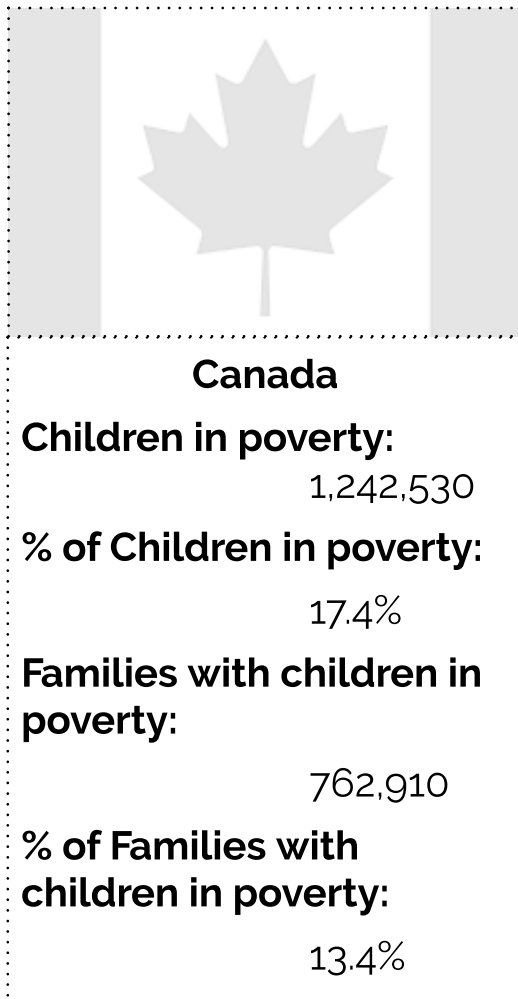 Canada
Children in poverty:
1,242,530
% of Children in poverty:
17.4%
Families with children in
poverty:
762,910
% of Families with
children in poverty:
13.4%